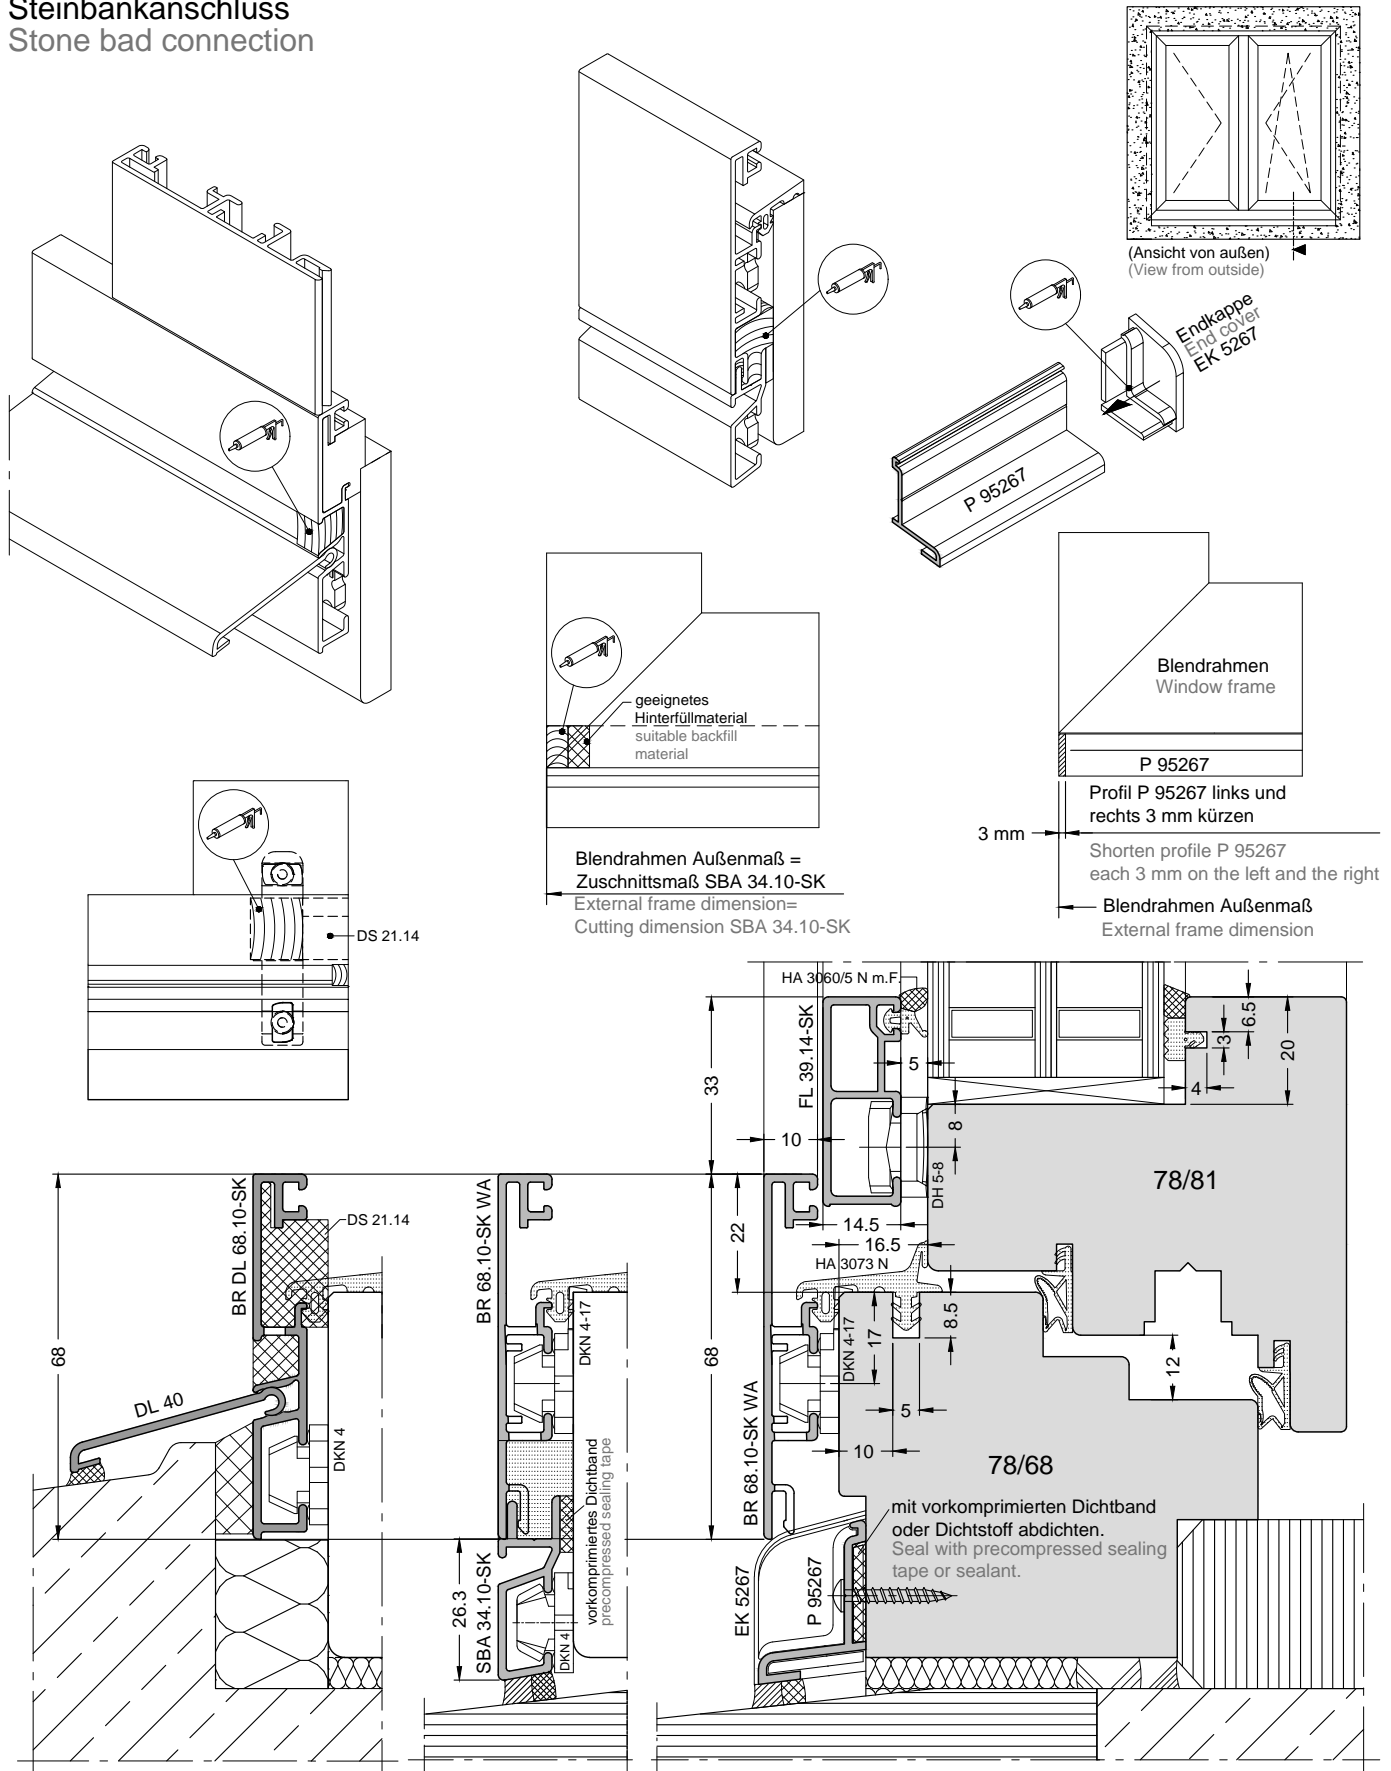 Steinbankanschluss
Stone bad connection
(Ansicht von außen)
(View from outside)
Endkappe
End cover
EK 5267
P 95267
geeignetes
Hinterfüllmaterial
suitable backfill
material
Blendrahmen
Window frame
P 95267
Profil P 95267 links und
rechts 3 mm kürzen
3 mm
Shorten profile P 95267
each 3 mm on the left and the right
Blendrahmen Außenmaß
External frame dimension
Blendrahmen Außenmaß =
Zuschnittsmaß SBA 34.10-SK
External frame dimension=
Cutting dimension SBA 34.10-SK
DS 21.14
HA 3060/5 N m.F.
FL 39.14-SK
33
10
5
8
DH 5-8
6.5
3
4
20
78/81
14.5
16.5
HA 3073 N
22
68
BR DL 68.10-SK
DS 21.14
DL 40
DKN 4
BR 68.10-SK WA
DKN 4-17
68
BR 68.10-SK WA
DKN 4-17
17
8.5
5
10
12
78/68
26.3
SBA 34.10-SK
DKN 4
vorkomprimiertes Dichtband
precompressed sealing tape
EK 5267
P 95267
mit vorkomprimierten Dichtband
oder Dichtstoff abdichten.
Seal with precompressed sealing
tape or sealant.